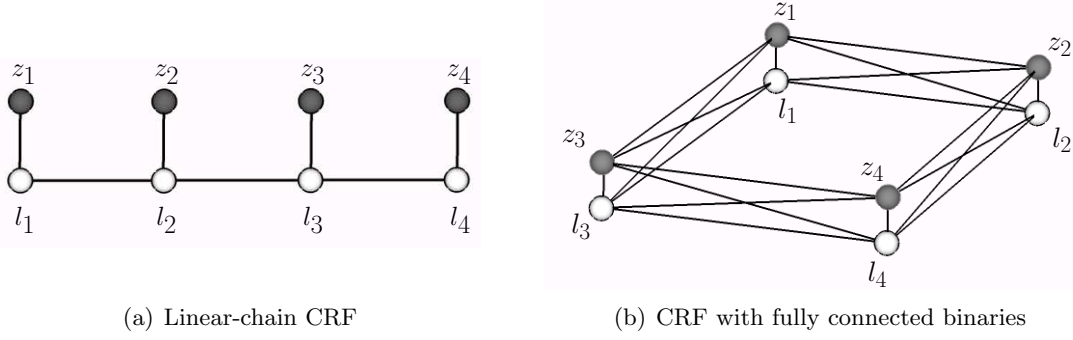 z₁ z₂ z₃ z₄
l₁ l₂ l₃ l₄
(a) Linear-chain CRF
z₁
z₂
l₁
l₂
z₃
z₄
l₃
l₄
(b) CRF with fully connected binaries